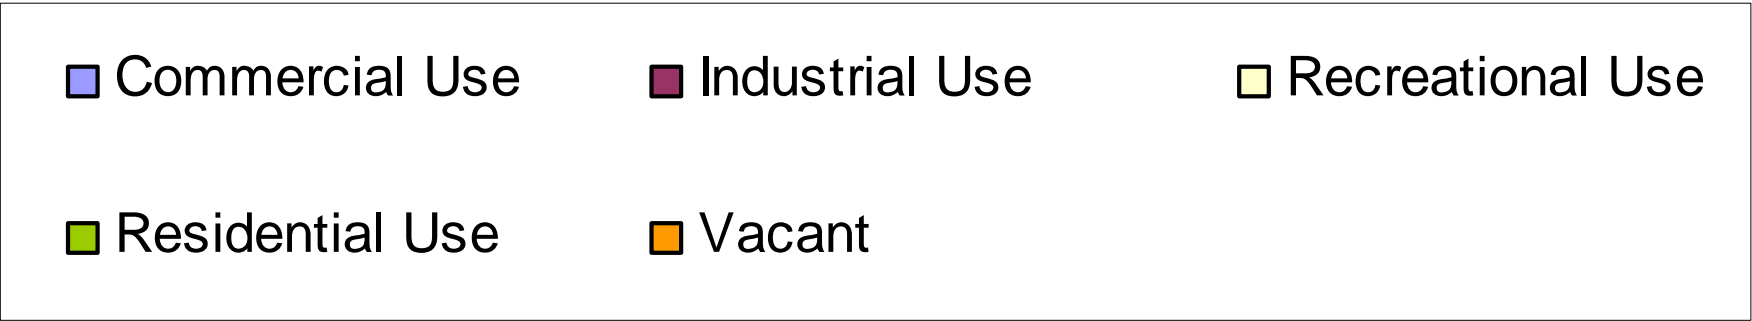 Commercial Use Industrial Use Recreational Use
Residential Use Vacant